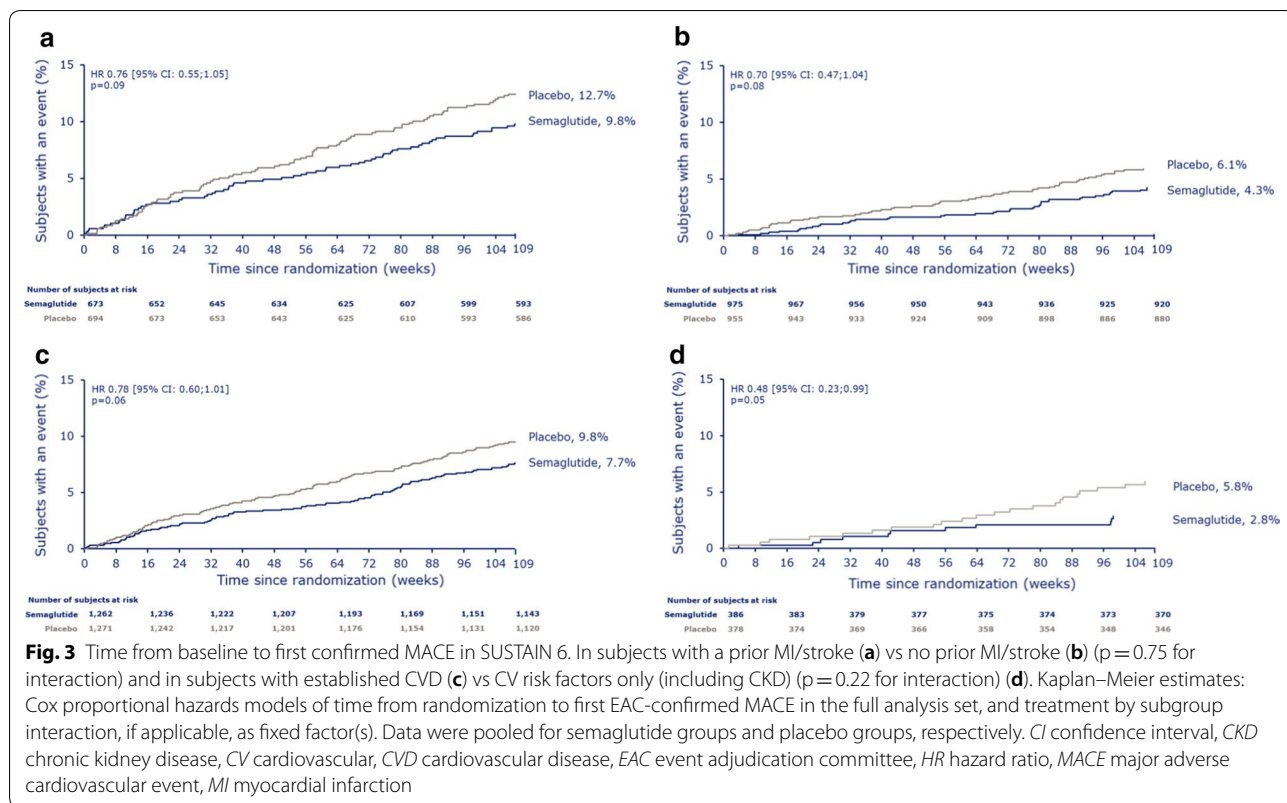 a
Subjects with an event (%)
15
10
5
0
HR 0.76 [95% CI: 0.55;1.05]
p=0.09
Placebo, 12.7%
Semaglutide, 9.8%
0 8 16 24 32 40 48 56 64 72 80 88 96 104 109
Time since randomization (weeks)
Number of subjects at risk
Semaglutide 673 652 645 634 625 607 599 593
Placebo 694 673 653 643 625 610 593 586
b
Subjects with an event (%)
15
10
5
0
HR 0.70 [95% CI: 0.47;1.04]
p=0.08
Placebo, 6.1%
Semaglutide, 4.3%
0 8 16 24 32 40 48 56 64 72 80 88 96 104 109
Time since randomization (weeks)
Number of subjects at risk
Semaglutide 975 967 956 950 943 936 925 920
Placebo 955 943 933 924 909 898 886 880
c
Subjects with an event (%)
15
10
5
0
HR 0.78 [95% CI: 0.60;1.01]
p=0.06
Placebo, 9.8%
Semaglutide, 7.7%
0 8 16 24 32 40 48 56 64 72 80 88 96 104 109
Time since randomization (weeks)
Number of subjects at risk
Semaglutide 1,262 1,236 1,222 1,207 1,193 1,169 1,151 1,143
Placebo 1,271 1,242 1,217 1,201 1,176 1,154 1,131 1,120
d
Subjects with an event (%)
15
10
5
0
HR 0.48 [95% CI: 0.23;0.99]
p=0.05
Placebo, 5.8%
Semaglutide, 2.8%
0 8 16 24 32 40 48 56 64 72 80 88 96 104 109
Time since randomization (weeks)
Number of subjects at risk
Semaglutide 386 383 379 377 375 374 373 370
Placebo 378 374 369 366 358 354 348 346
Fig. 3 Time from baseline to first confirmed MACE in SUSTAIN 6. In subjects with a prior MI/stroke (a) vs no prior MI/stroke (b) (p = 0.75 for
interaction) and in subjects with established CVD (c) vs CV risk factors only (including CKD) (p = 0.22 for interaction) (d). Kaplan–Meier estimates:
Cox proportional hazards models of time from randomization to first EAC-confirmed MACE in the full analysis set, and treatment by subgroup
interaction, if applicable, as fixed factor(s). Data were pooled for semaglutide groups and placebo groups, respectively. CI confidence interval, CKD
chronic kidney disease, CV cardiovascular, CVD cardiovascular disease, EAC event adjudication committee, HR hazard ratio, MACE major adverse
cardiovascular event, MI myocardial infarction